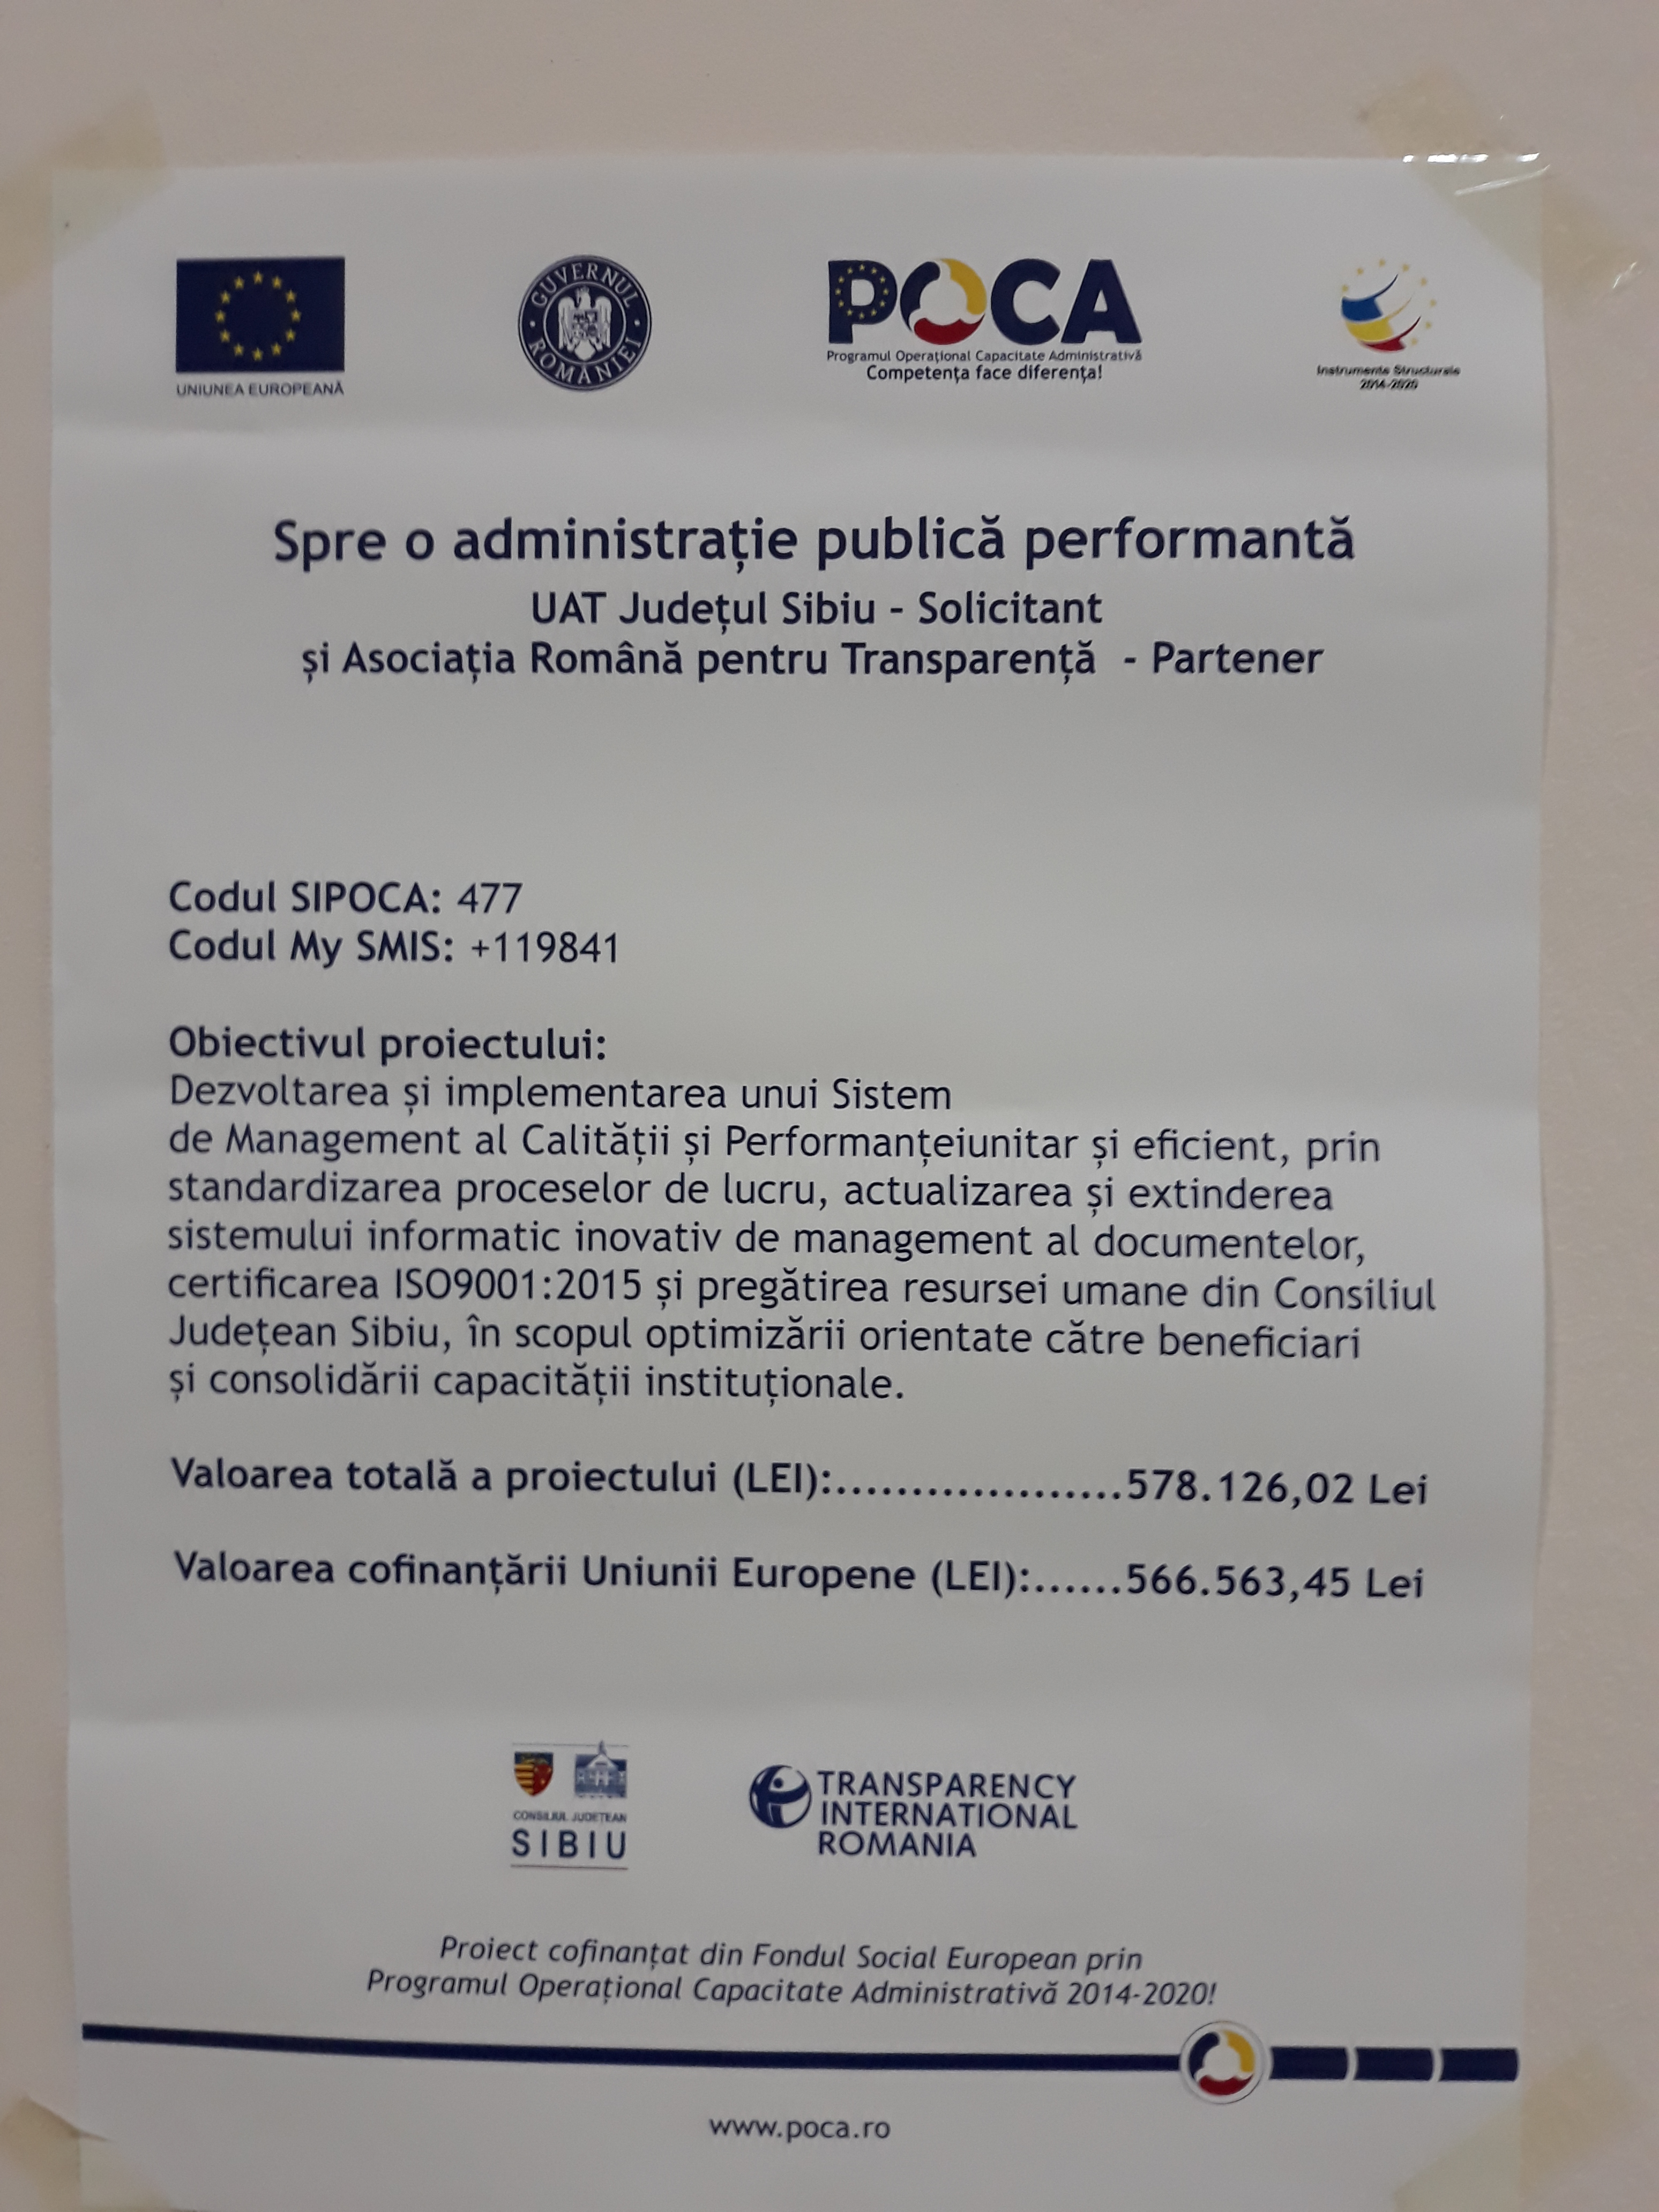 UNIUNEA EUROPEANĂ
GUVERNUL ROMÂNIEI
POCA
Programul Operațional Capacitate Administrativă
Competența face diferența!
Instrumente Structurale
2014-2020
Spre o administrație publică performantă
UAT Județul Sibiu - Solicitant
și Asociația Română pentru Transparență - Partener
Codul SIPOCA: 477
Codul My SMIS: +119841
Obiectivul proiectului:
Dezvoltarea și implementarea unui Sistem
de Management al Calității și Performanțeiunitar și eficient, prin
standardizarea proceselor de lucru, actualizarea și extinderea
sistemului informatic inovativ de management al documentelor,
certificarea ISO9001:2015 și pregătirea resursei umane din Consiliul
Județean Sibiu, în scopul optimizării orientate către beneficiari
și consolidării capacității instituționale.
Valoarea totală a proiectului (LEI):...................578.126,02 Lei
Valoarea cofinanțării Uniunii Europene (LEI):......566.563,45 Lei
CONSILIUL JUDEȚEAN
SIBIU
TRANSPARENCY
INTERNATIONAL
ROMANIA
Proiect cofinanțat din Fondul Social European prin
Programul Operațional Capacitate Administrativă 2014-2020!
www.poca.ro